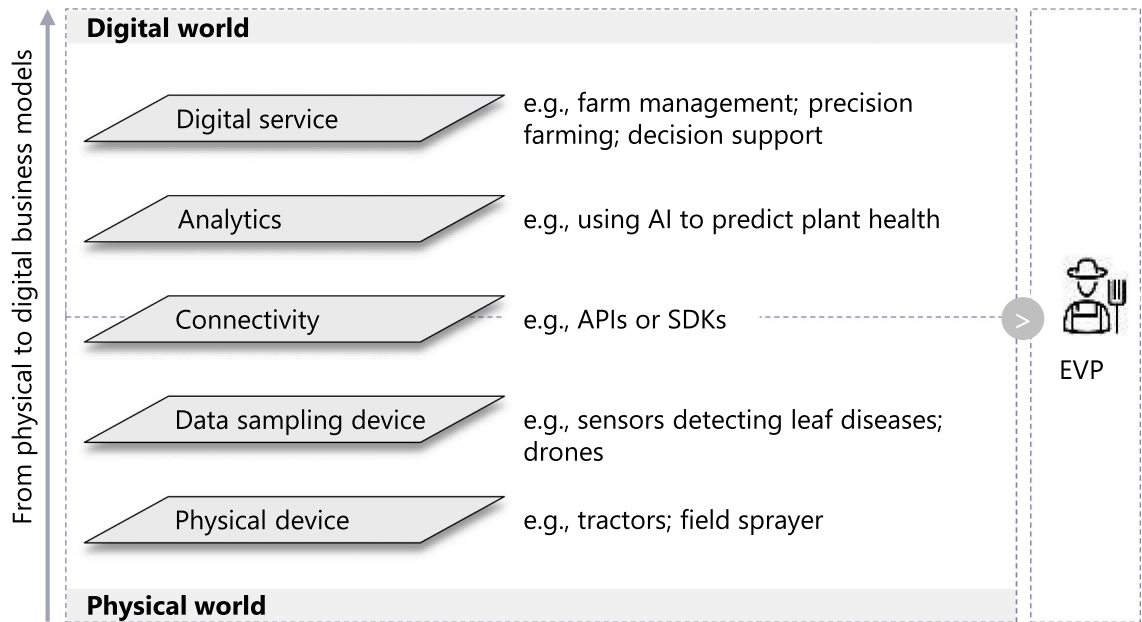 From physical to digital business models
Digital world
Digital service
e.g., farm management; precision
farming; decision support
Analytics
e.g., using AI to predict plant health
Connectivity
e.g., APIs or SDKs
>
EVP
Data sampling device
e.g., sensors detecting leaf diseases;
drones
Physical device
e.g., tractors; field sprayer
Physical world